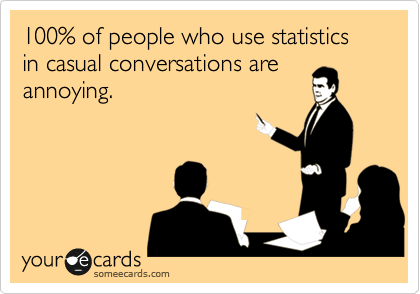 100% of people who use statistics
in casual conversations are
annoying.
your e cards
someecards.com